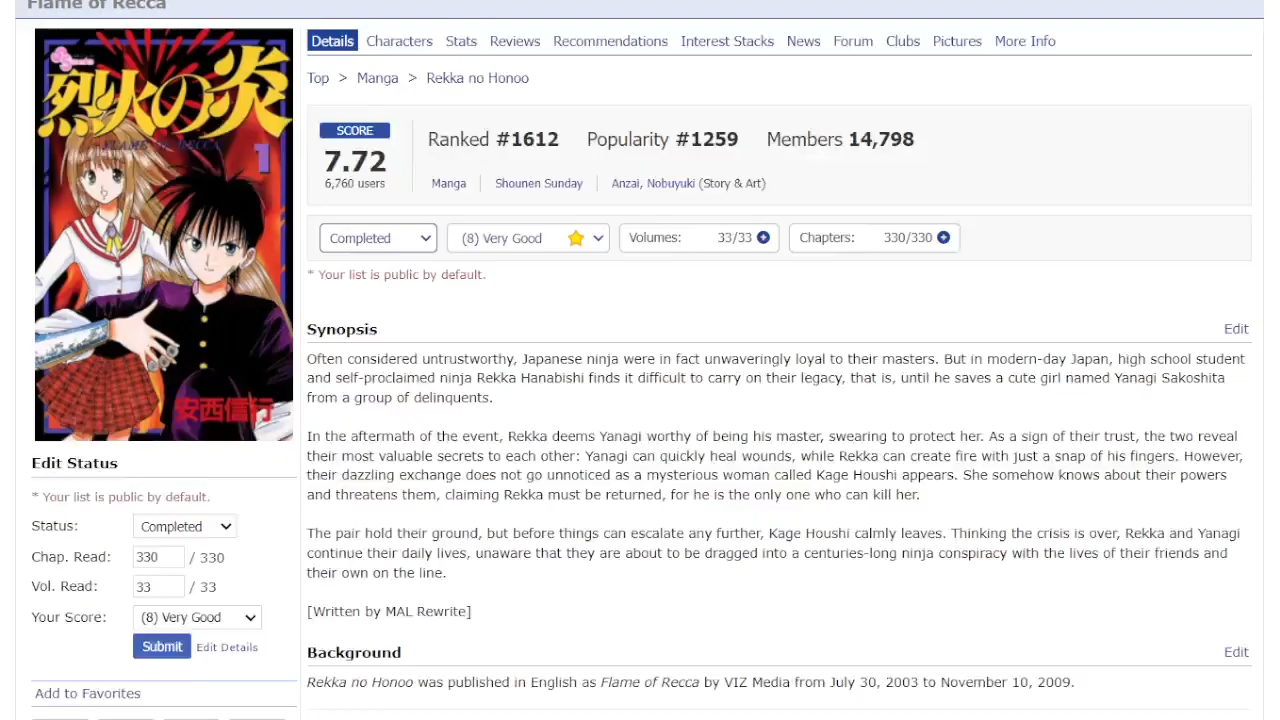 Flame of Recca
烈火の炎
FLAME OF RECCA
1
安西信行
Details Characters Stats Reviews Recommendations Interest Stacks News Forum Clubs Pictures More Info
Top > Manga > Rekka no Honoo
SCORE
7.72
6,760 users
Ranked #1612 Popularity #1259 Members 14,798
Manga Shounen Sunday Anzai, Nobuyuki (Story & Art)
Completed (8) Very Good Volumes: 33/33 Chapters: 330/330
* Your list is public by default.
Synopsis Edit
Often considered untrustworthy, Japanese ninja were in fact unwaveringly loyal to their masters. But in modern-day Japan, high school student
and self-proclaimed ninja Rekka Hanabishi finds it difficult to carry on their legacy, that is, until he saves a cute girl named Yanagi Sakoshita
from a group of delinquents.
In the aftermath of the event, Rekka deems Yanagi worthy of being his master, swearing to protect her. As a sign of their trust, the two reveal
their most valuable secrets to each other: Yanagi can quickly heal wounds, while Rekka can create fire with just a snap of his fingers. However,
their dazzling exchange does not go unnoticed as a mysterious woman called Kage Houshi appears. She somehow knows about their powers
and threatens them, claiming Rekka must be returned, for he is the only one who can kill her.
The pair hold their ground, but before things can escalate any further, Kage Houshi calmly leaves. Thinking the crisis is over, Rekka and Yanagi
continue their daily lives, unaware that they are about to be dragged into a centuries-long ninja conspiracy with the lives of their friends and
their own on the line.
[Written by MAL Rewrite]
Background Edit
Rekka no Honoo was published in English as Flame of Recca by VIZ Media from July 30, 2003 to November 10, 2009.
Edit Status
* Your list is public by default.
Status: Completed
Chap. Read: 330 / 330
Vol. Read: 33 / 33
Your Score: (8) Very Good
Submit Edit Details
Add to Favorites